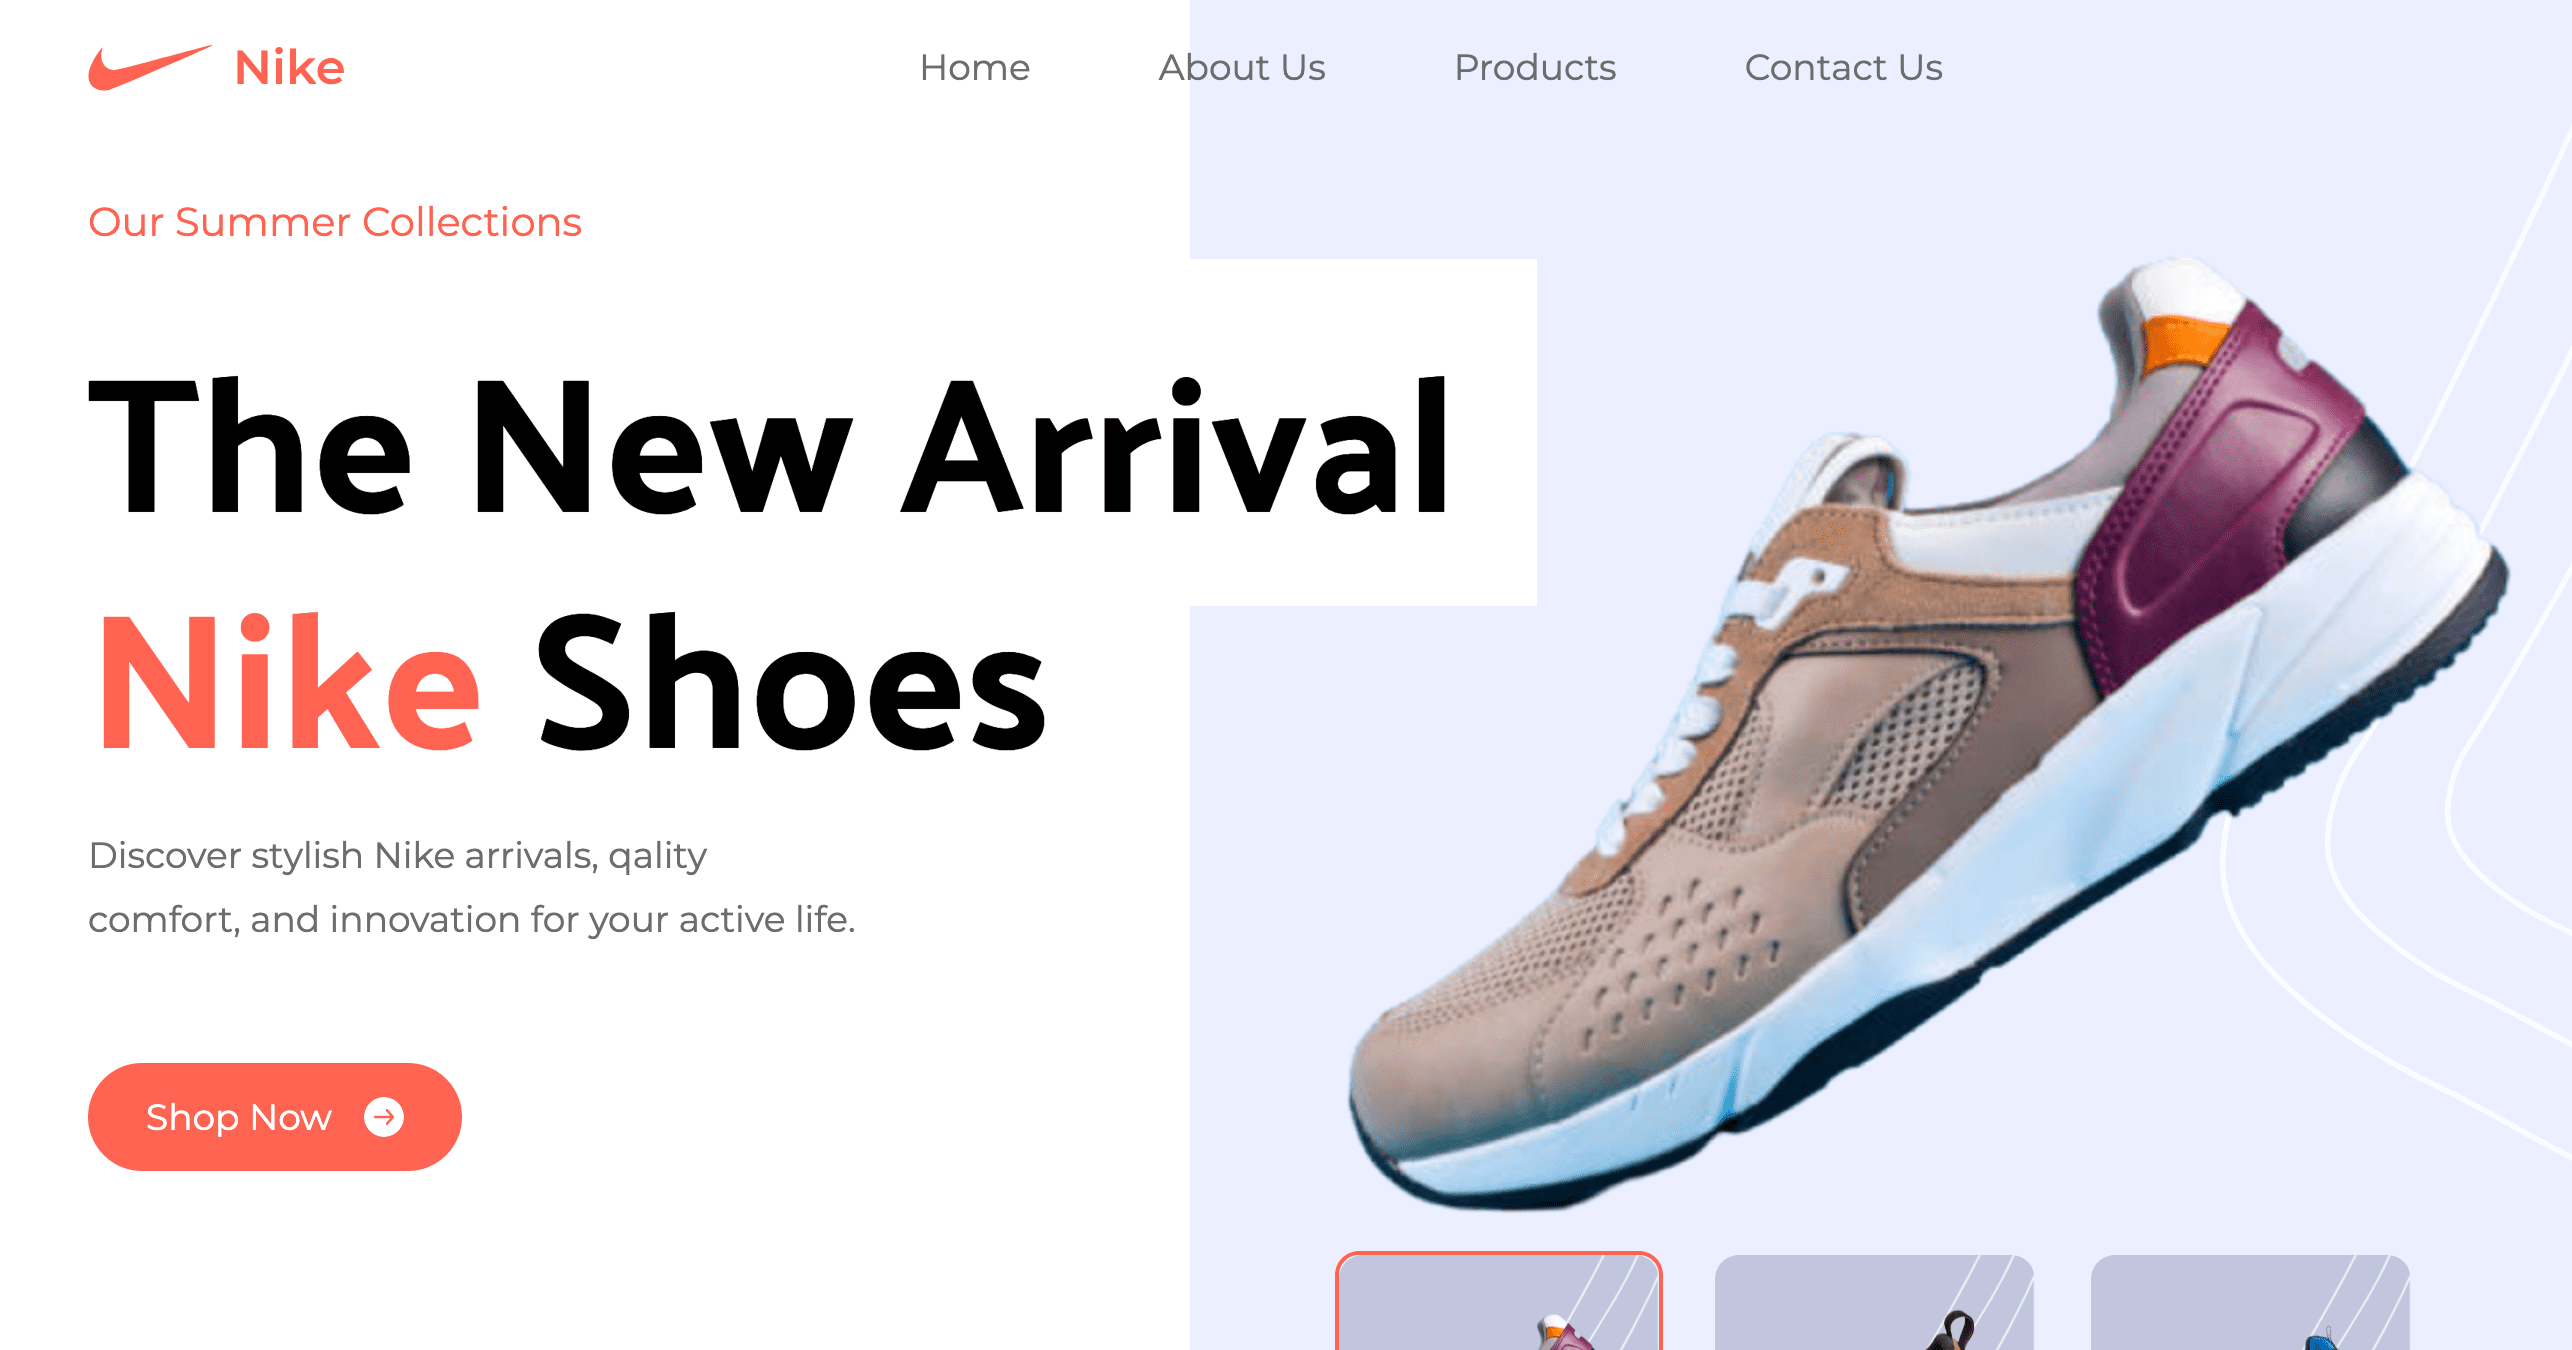 Nike
Home
About Us
Products
Contact Us
Our Summer Collections
The New Arrival
Nike Shoes
Discover stylish Nike arrivals, qality
comfort, and innovation for your active life.
Shop Now